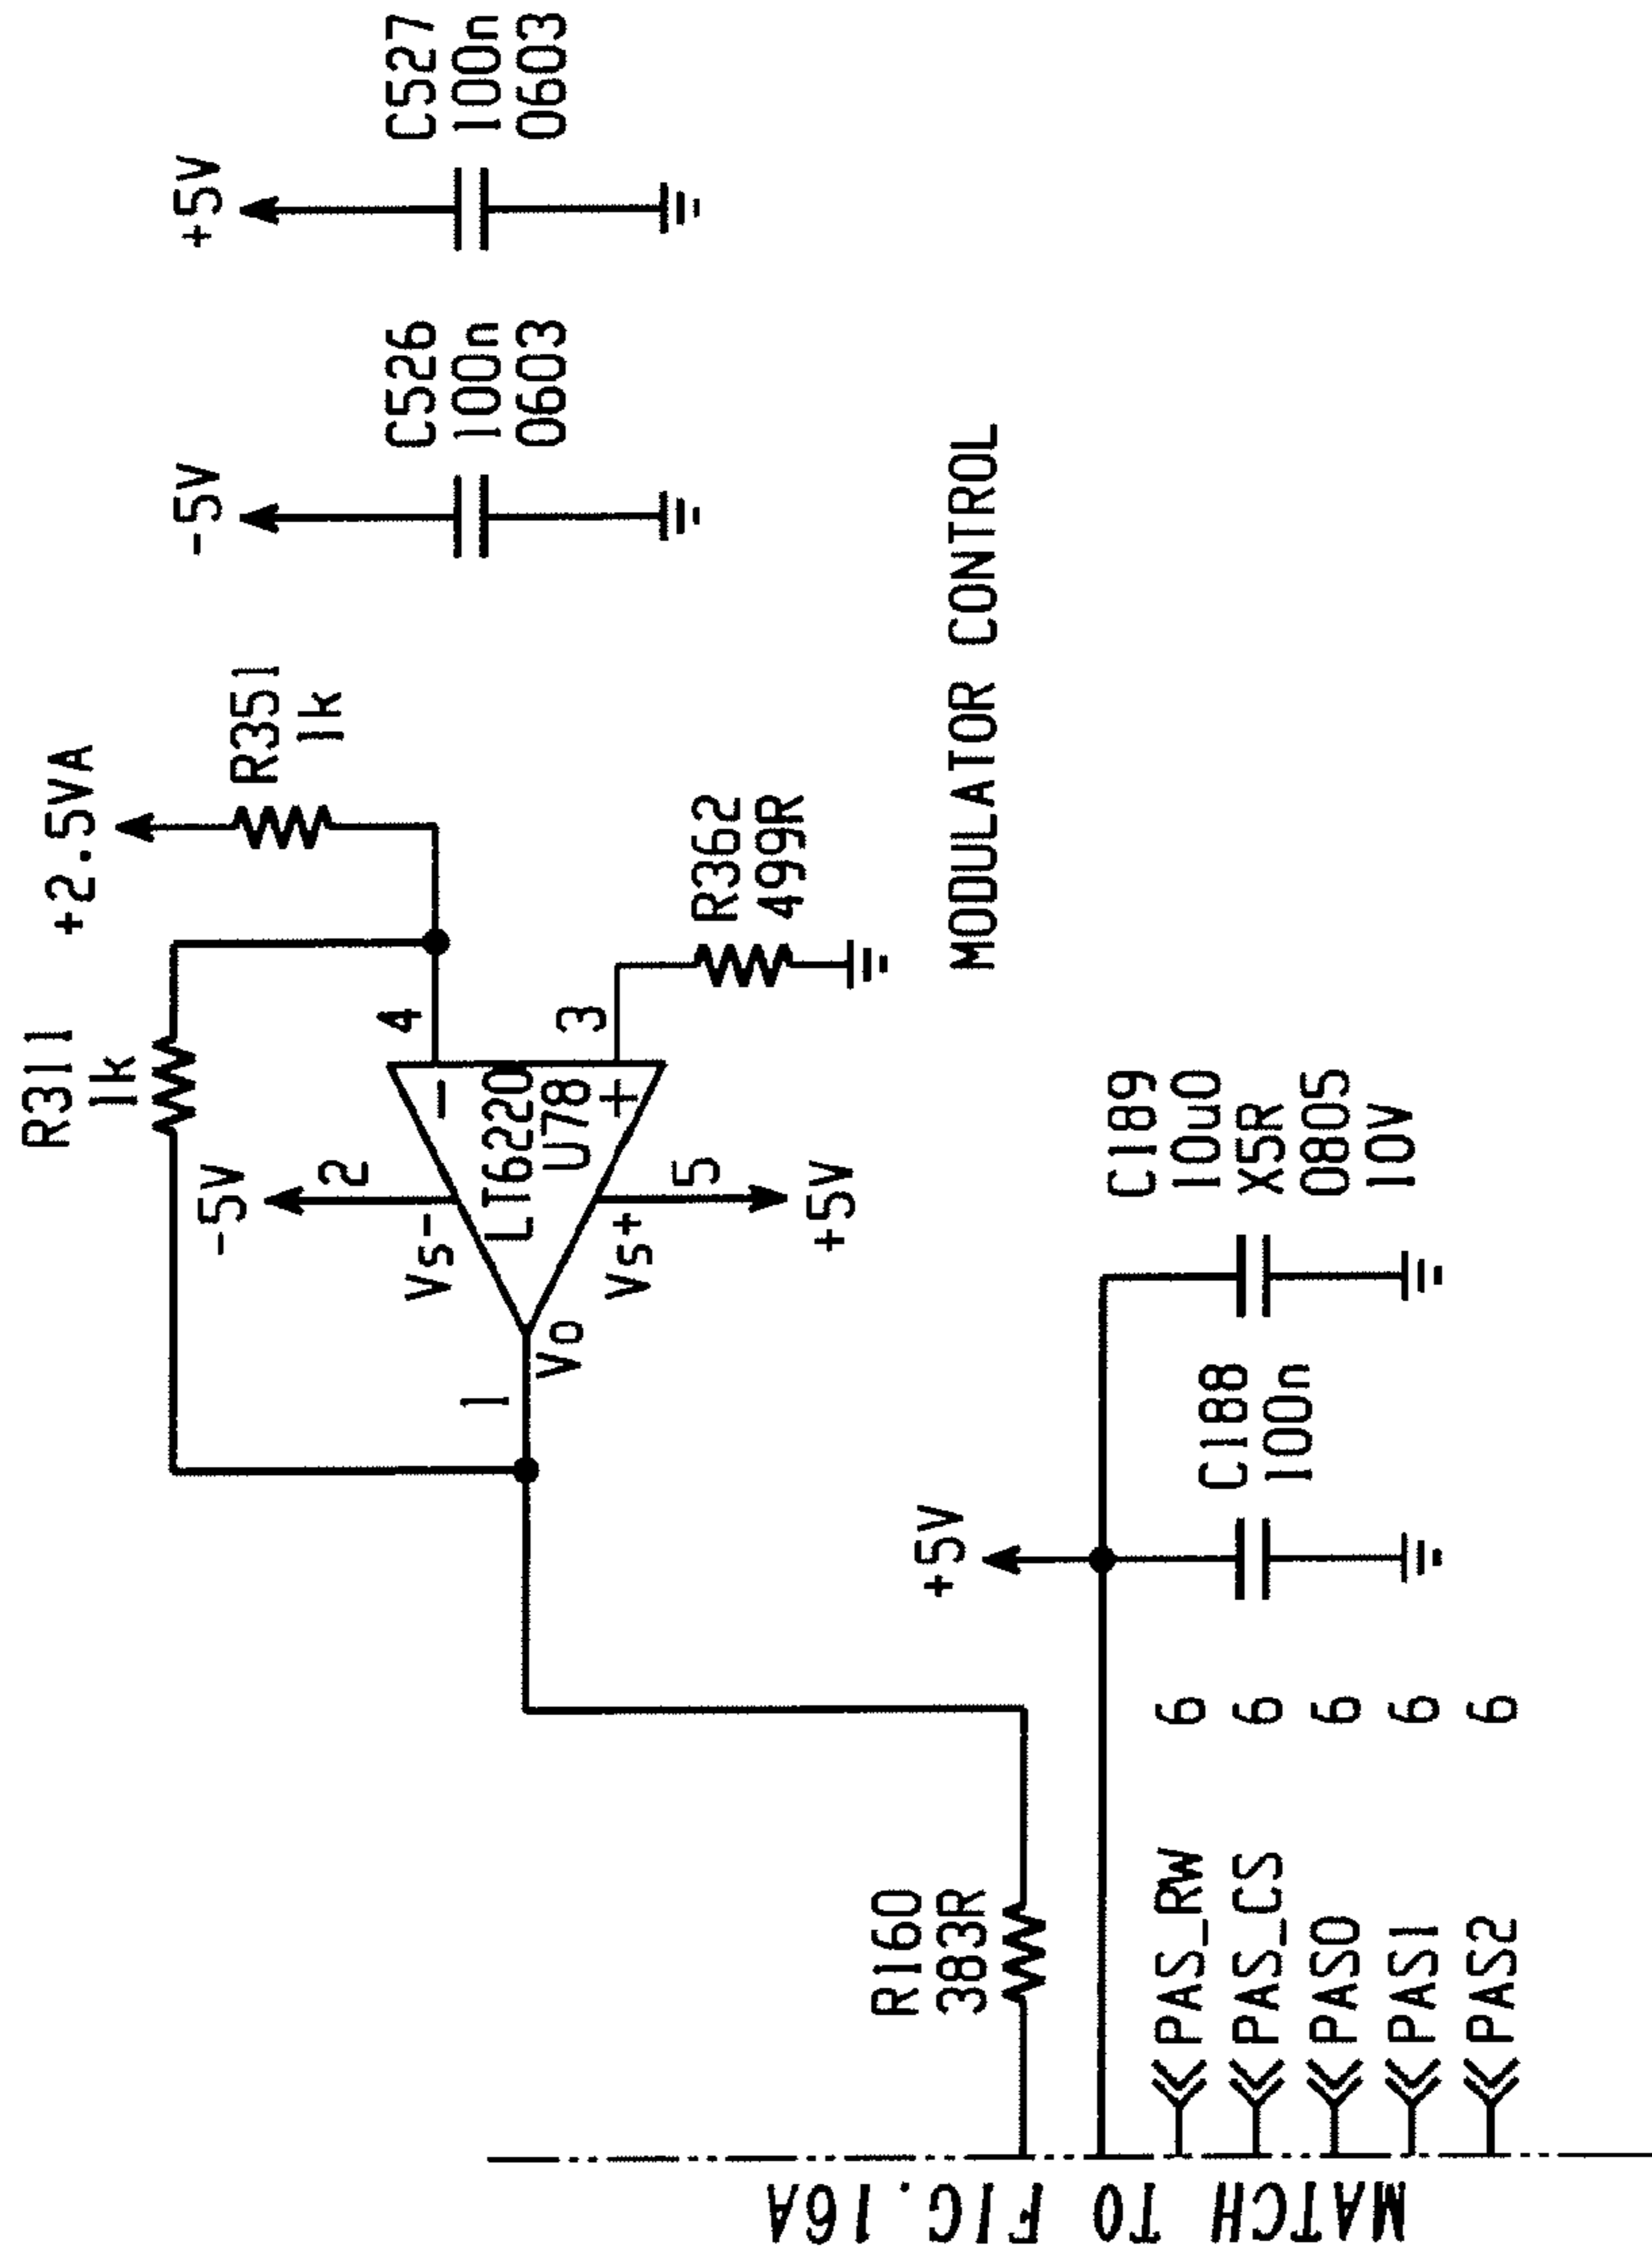 R311
1k
+2.5VA
R351
1k
-5V
+5V
C526
100n
0603
C527
100n
0603
-5V
2
Vs-
4
-
LT6220
U78
+
3
Vo
1
Vs+
5
+5V
R362
499R
MODULATOR CONTROL
R160
383R
+5V
C188
100n
C189
10u0
X5R
0805
10V
PAS_RW 6
PAS_CS 6
PAS0 6
PAS1 6
PAS2 6
MATCH TO FIG.16A